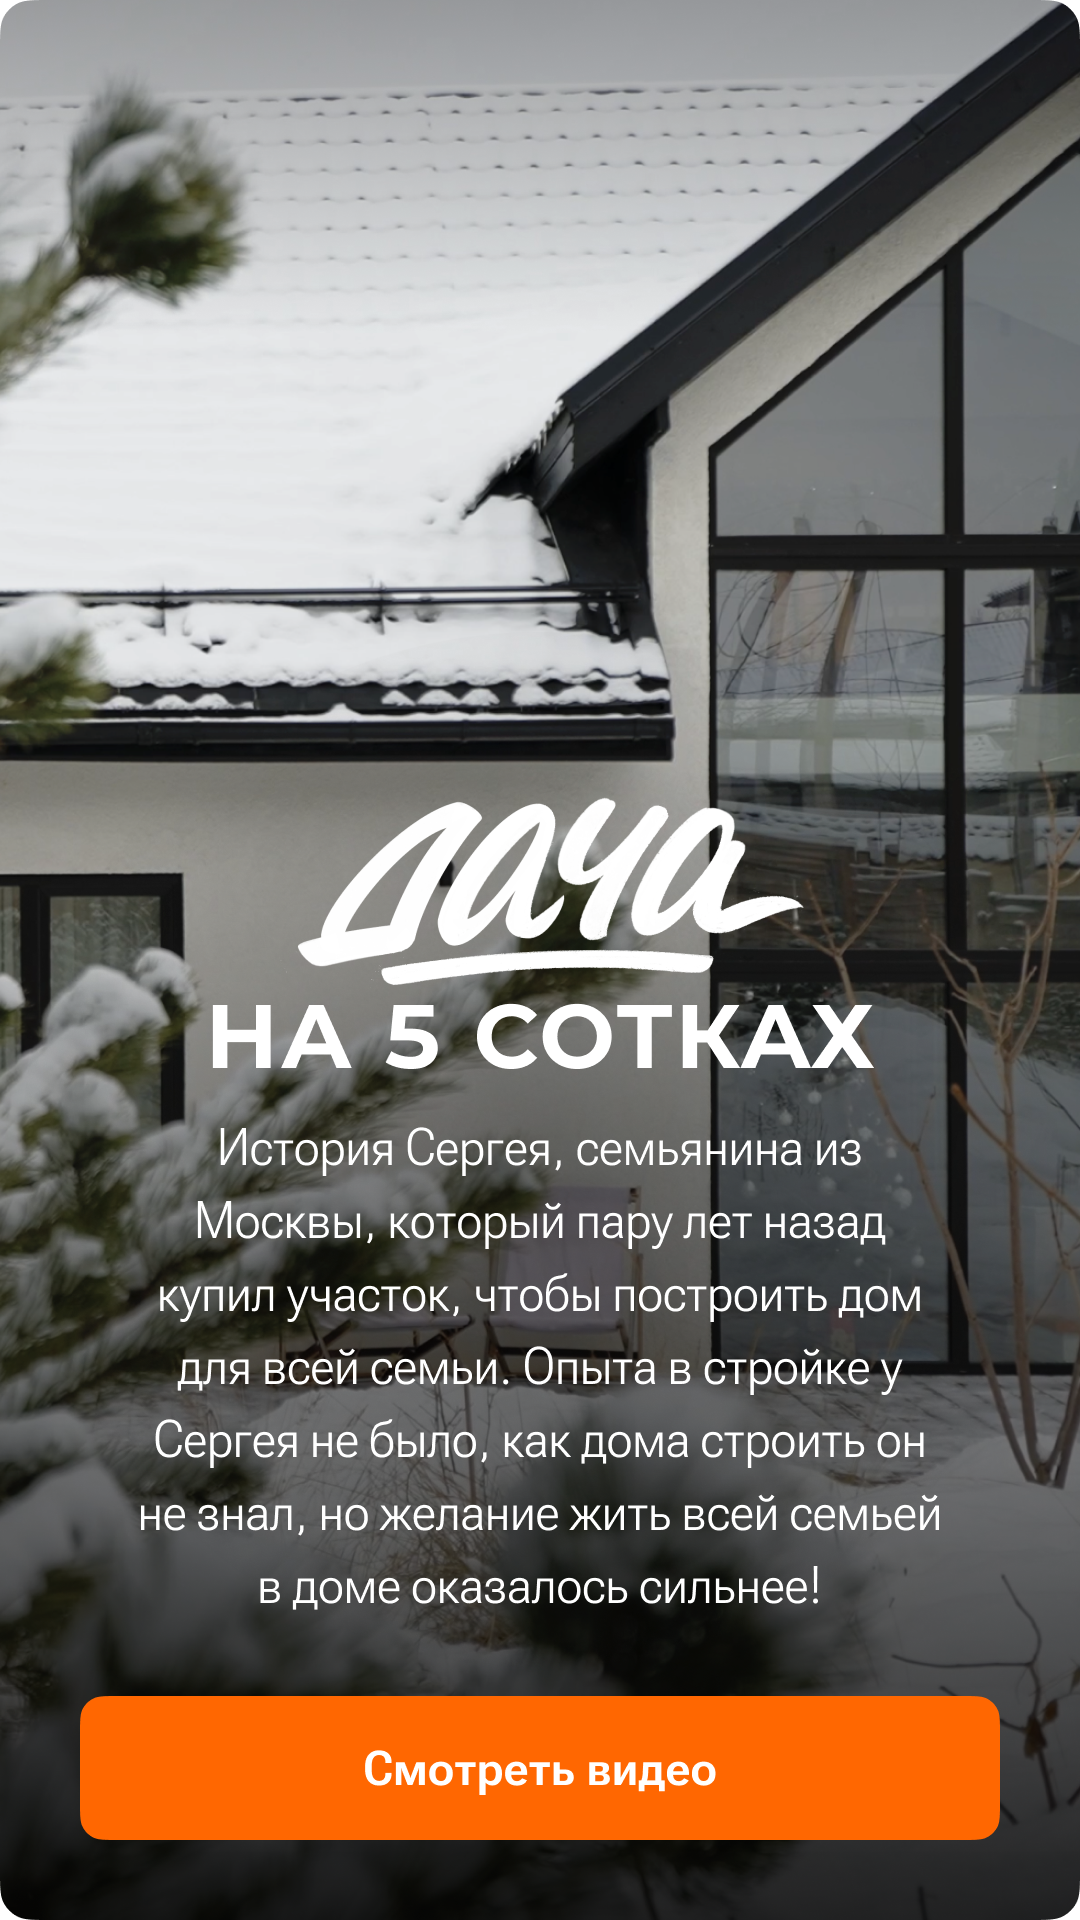 Дача
НА 5 СОТКАХ
История Сергея, семьянина из
Москвы, который пару лет назад
купил участок, чтобы построить дом
для всей семьи. Опыта в стройке у
Сергея не было, как дома строить он
не знал, но желание жить всей семьей
в доме оказалось сильнее!
Смотреть видео